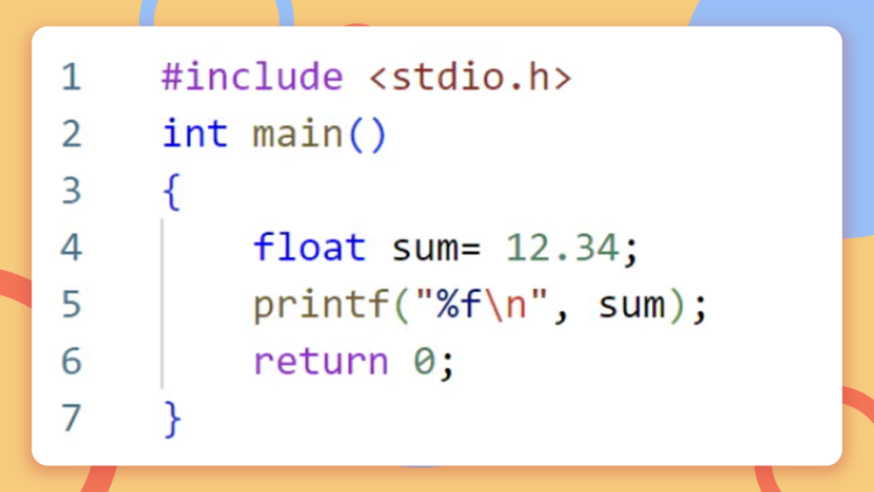 1 #include <stdio.h>
2 int main()
3 {
4 float sum= 12.34;
5 printf("%f\n", sum);
6 return 0;
7 }